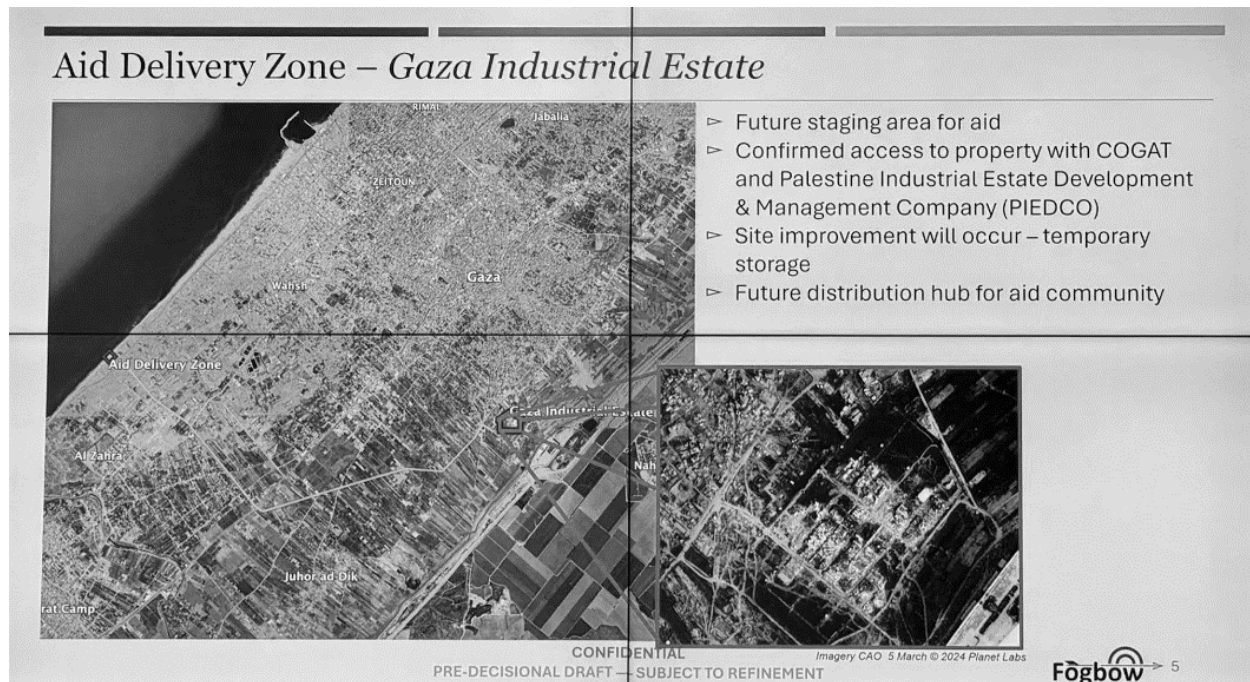 Aid Delivery Zone – Gaza Industrial Estate
▻ Future staging area for aid
▻ Confirmed access to property with COGAT
and Palestine Industrial Estate Development
& Management Company (PIEDCO)
▻ Site improvement will occur – temporary
storage
▻ Future distribution hub for aid community
RIMAL
Jabalia
ZEITOUN
Gaza
Wahsh
Aid Delivery Zone
Gaza Industrial Estate
Al Zahra
Nah
Juhor ad-Dik
rat Camp
Imagery CAO 5 March © 2024 Planet Labs
CONFIDENTIAL
PRE-DECISIONAL DRAFT — SUBJECT TO REFINEMENT
Fogbow
5